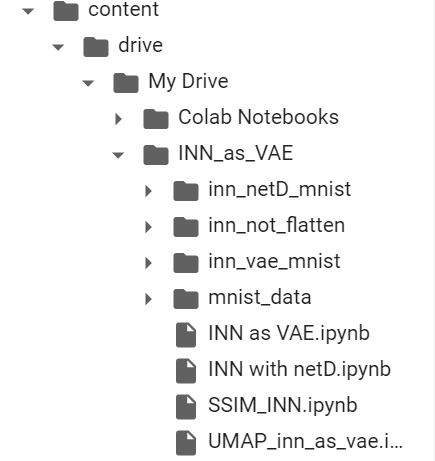 content
drive
My Drive
Colab Notebooks
INN_as_VAE
inn_netD_mnist
inn_not_flatten
inn_vae_mnist
mnist_data
INN as VAE.ipynb
INN with netD.ipynb
SSIM_INN.ipynb
UMAP_inn_as_vae.i...